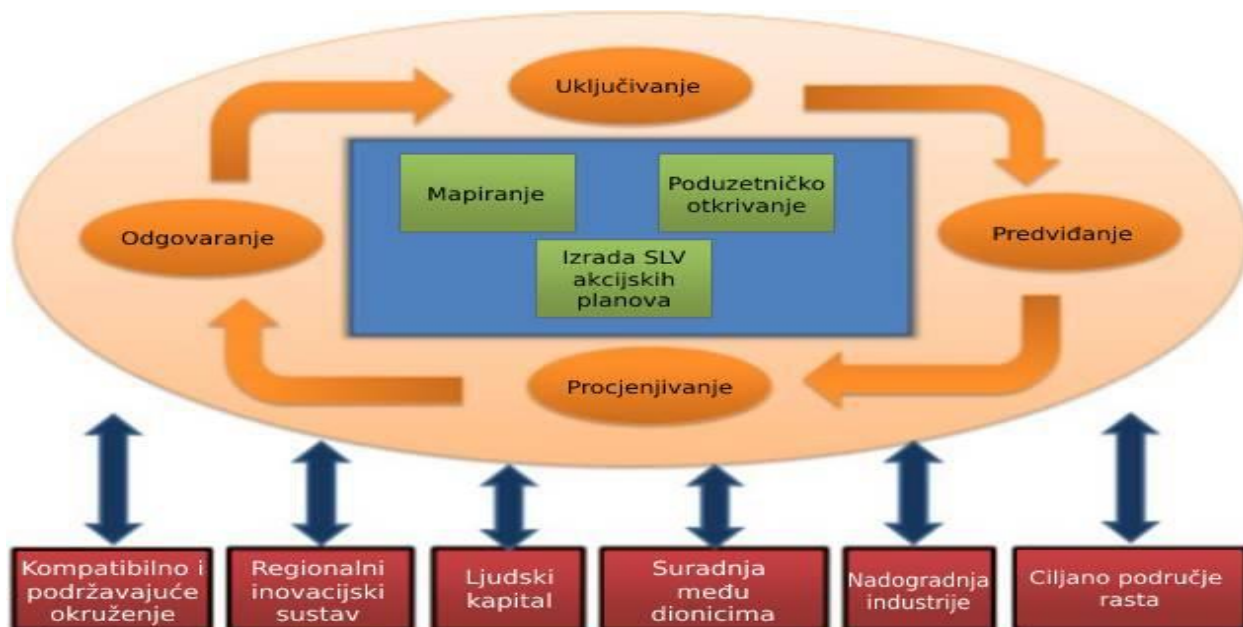 Uključivanje
Mapiranje
Poduzetničko
otkrivanje
Odgovaranje
Predviđanje
Izrada SLV
akcijskih
planova
Procjenjivanje
Kompatibilno i
podržavajuće
okruženje
Regionalni
inovacijski
sustav
Ljudski
kapital
Suradnja
među
dionicima
Nadogradnja
industrije
Ciljano područje
rasta